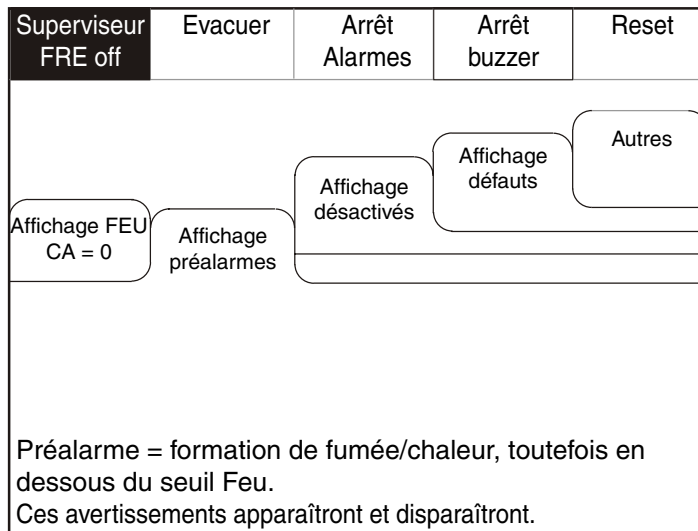 Superviseur
FRE off
Evacuer
Arrêt
Alarmes
Arrêt
buzzer
Reset
Autres
Affichage
défauts
Affichage
désactivés
Affichage FEU
CA = 0
Affichage
préalarmes
Préalarme = formation de fumée/chaleur, toutefois en
dessous du seuil Feu.
Ces avertissements apparaîtront et disparaîtront.